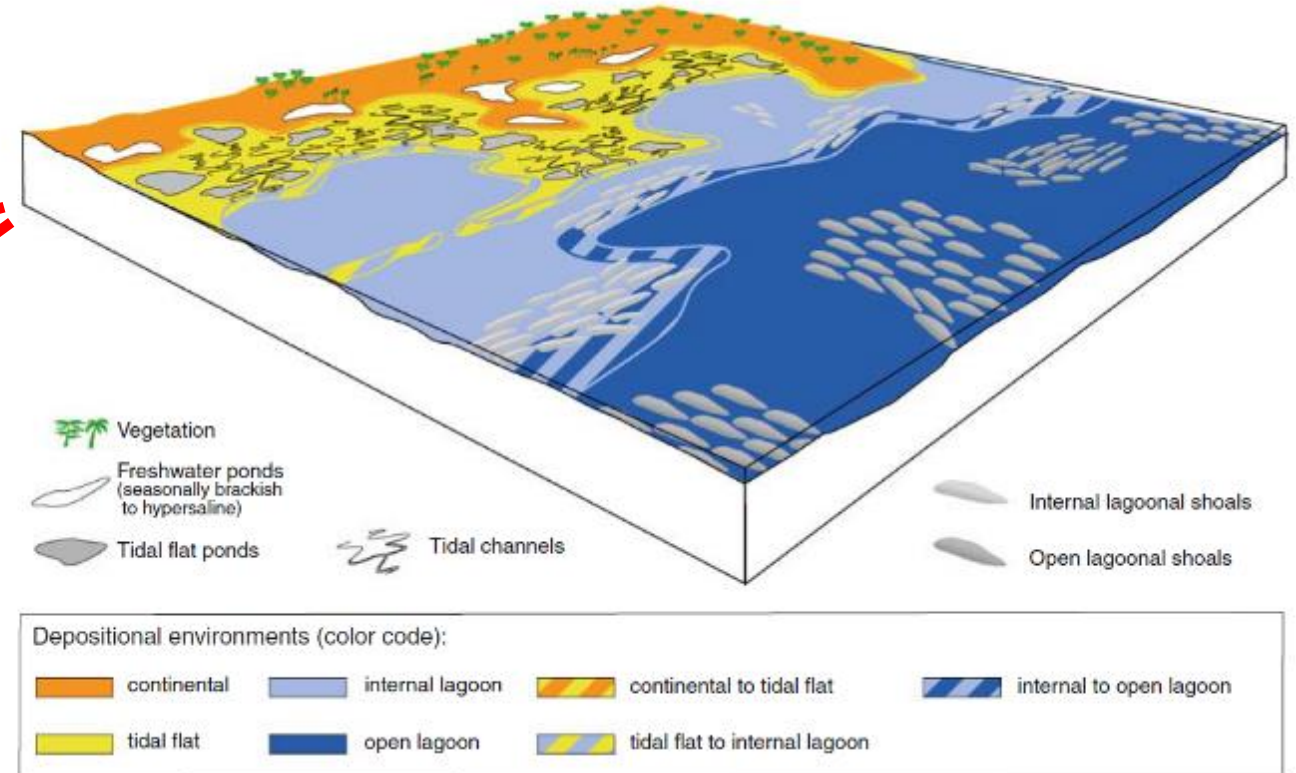 Vegetation
Freshwater ponds
(seasonally brackish
to hypersaline)
Tidal flat ponds
Tidal channels
Internal lagoonal shoals
Open lagoonal shoals
Depositional environments (color code):
continental
internal lagoon
continental to tidal flat
internal to open lagoon
tidal flat
open lagoon
tidal flat to internal lagoon